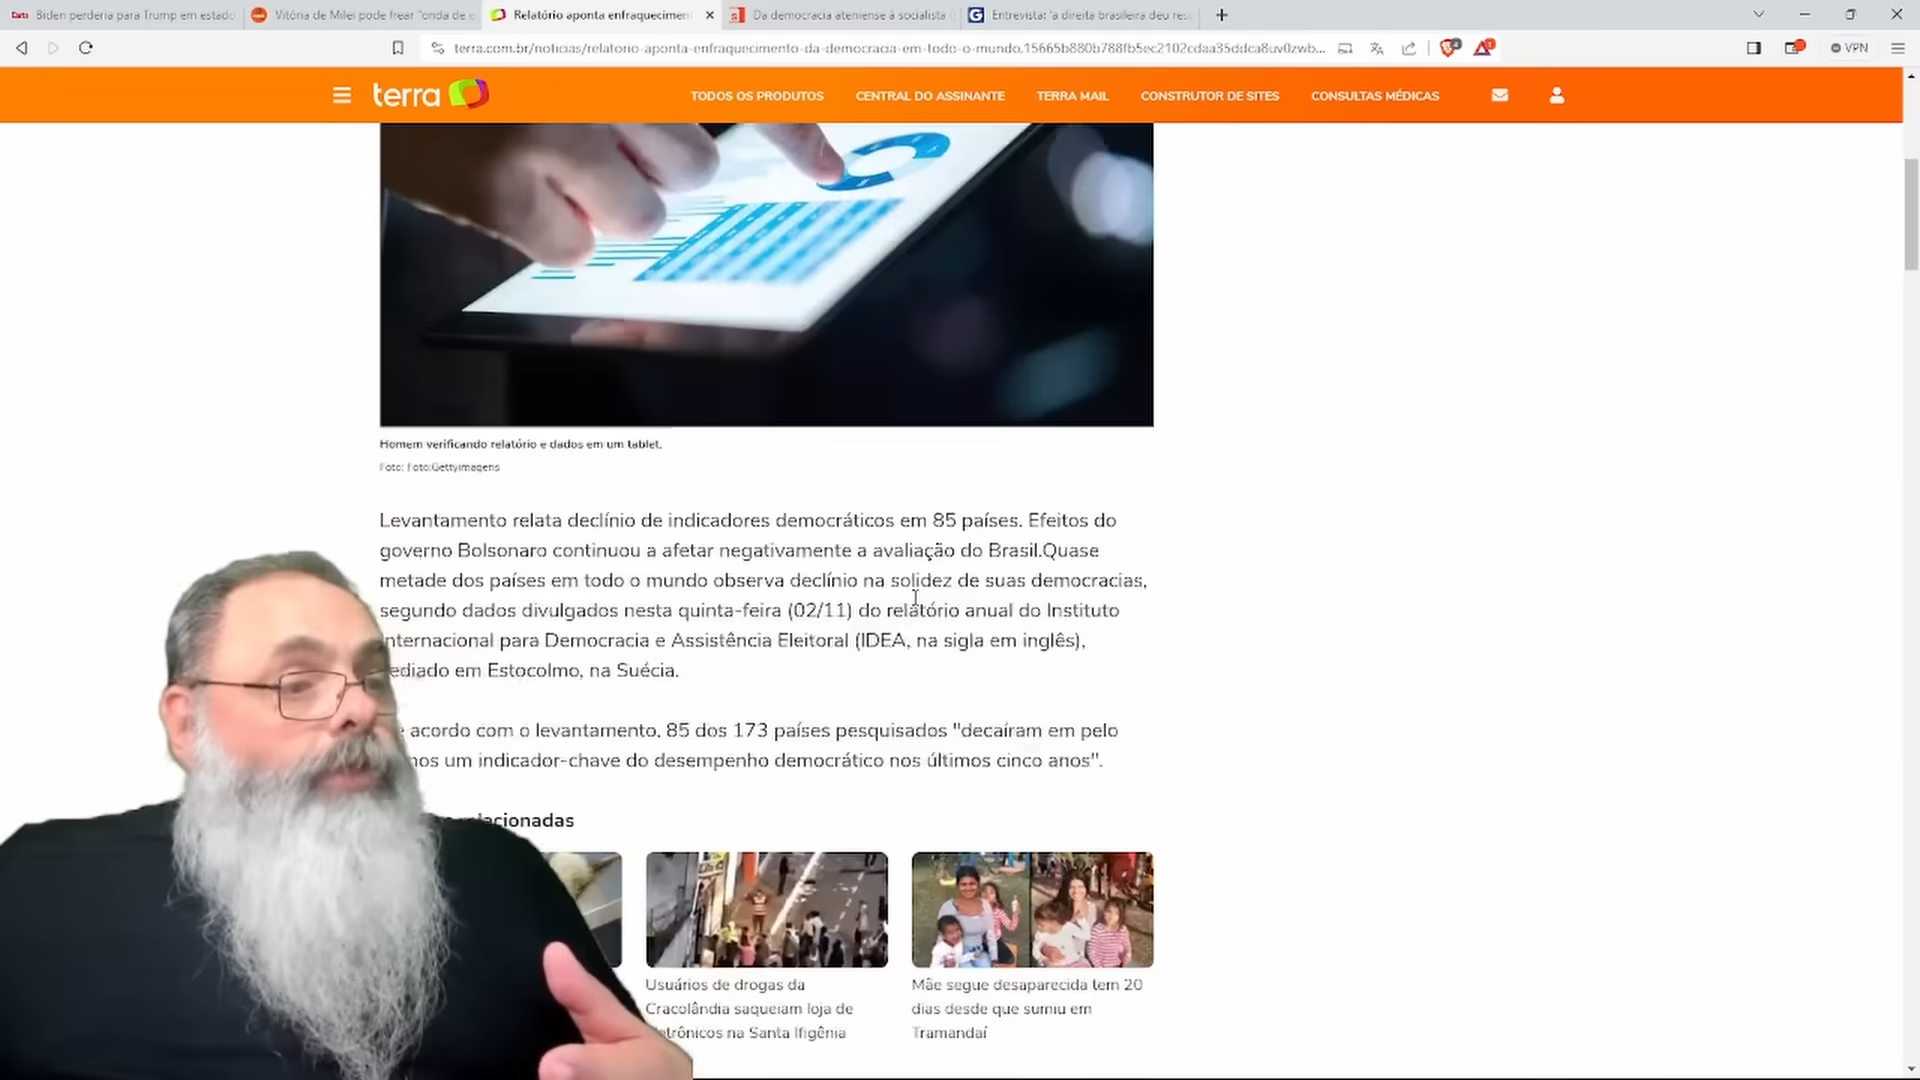 Biden perderia para Trump em estado
Vitória de Milei pode frear "onda de e
Relatório aponta enfraquecimen
Da democracia ateniense à socialista
Entrevista: 'a direita brasileira deu res
terra.com.br/noticias/relatorio-aponta-enfraquecimento-da-democracia-em-todo-o-mundo,15665b880b788fb5ec2102cdaa35ddca8uv0zwb...
VPN
terra
TODOS OS PRODUTOS
CENTRAL DO ASSINANTE
TERRA MAIL
CONSTRUTOR DE SITES
CONSULTAS MÉDICAS
Homem verificando relatório e dados em um tablet.
Foto: Foto:Gettyimagens
Levantamento relata declínio de indicadores democráticos em 85 países. Efeitos do
governo Bolsonaro continuou a afetar negativamente a avaliação do Brasil.Quase
metade dos países em todo o mundo observa declínio na solidez de suas democracias,
segundo dados divulgados nesta quinta-feira (02/11) do relatório anual do Instituto
nternacional para Democracia e Assistência Eleitoral (IDEA, na sigla em inglês),
ediado em Estocolmo, na Suécia.
acordo com o levantamento, 85 dos 173 países pesquisados "decaíram em pelo
nos um indicador-chave do desempenho democrático nos últimos cinco anos".
elacionadas
Usuários de drogas da
Cracolândia saqueiam loja de
etrônicos na Santa Ifigênia
Mãe segue desaparecida tem 20
dias desde que sumiu em
Tramandaí